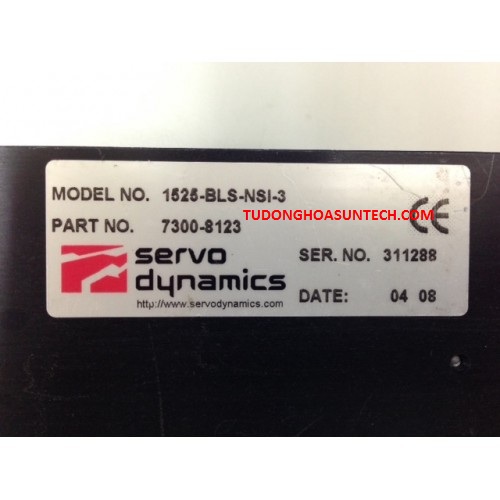 MODEL NO. 1525-BLS-NSI-3
TUDONGHOASUNTECH.COM
CE
PART NO. 7300-8123
servo dynamics
SER. NO. 311288
http://www.servodynamics.com
DATE: 04 08